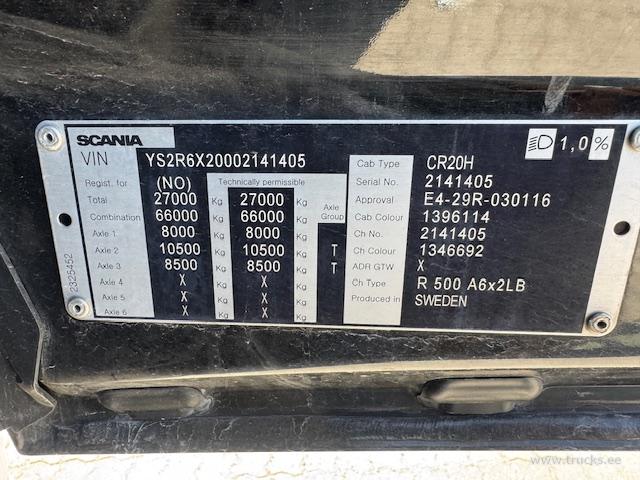 SCANIA
VIN YS2R6X20002141405
1,0%
Regist. for (NO) Technically permissible
Total 27000 Kg 27000 Kg
Combination 66000 Kg 66000 Kg Axle Group
Axle 1 8000 Kg 8000 Kg
Axle 2 10500 Kg 10500 Kg T
Axle 3 8500 Kg 8500 Kg T
Axle 4 X Kg X Kg
Axle 5 X Kg X Kg
Axle 6 X Kg X Kg
2325452
Cab Type CR20H
Serial No. 2141405
Approval E4-29R-030116
Cab Colour 1396114
Ch No. 2141405
Ch Colour 1346692
ADR GTW X
Ch Type R 500 A6x2LB
Produced in SWEDEN
www.trucks.ee